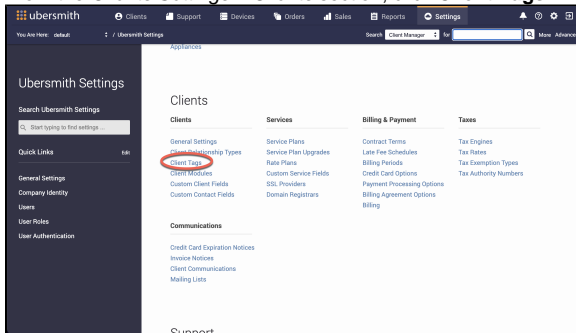 ubersmith Clients Support Devices Orders Sales Reports Settings
You Are Here: default / Ubersmith Settings Search Client Manager for More Advance
Appliances
Ubersmith Settings
Search Ubersmith Settings
Start typing to find settings ...
Quick Links Edit
General Settings
Company Identity
Users
User Roles
User Authentication
Clients
Clients Services Billing & Payment Taxes
General Settings Service Plans Contract Terms Tax Engines
Client Relationship Types Service Plan Upgrades Late Fee Schedules Tax Rates
Client Tags Rate Plans Billing Periods Tax Exemption Types
Client Modules Custom Service Fields Credit Card Options Tax Authority Numbers
Custom Client Fields SSL Providers Payment Processing Options
Custom Contact Fields Domain Registrars Billing Agreement Options
Billing
Communications
Credit Card Expiration Notices
Invoice Notices
Client Communications
Mailing Lists
Support